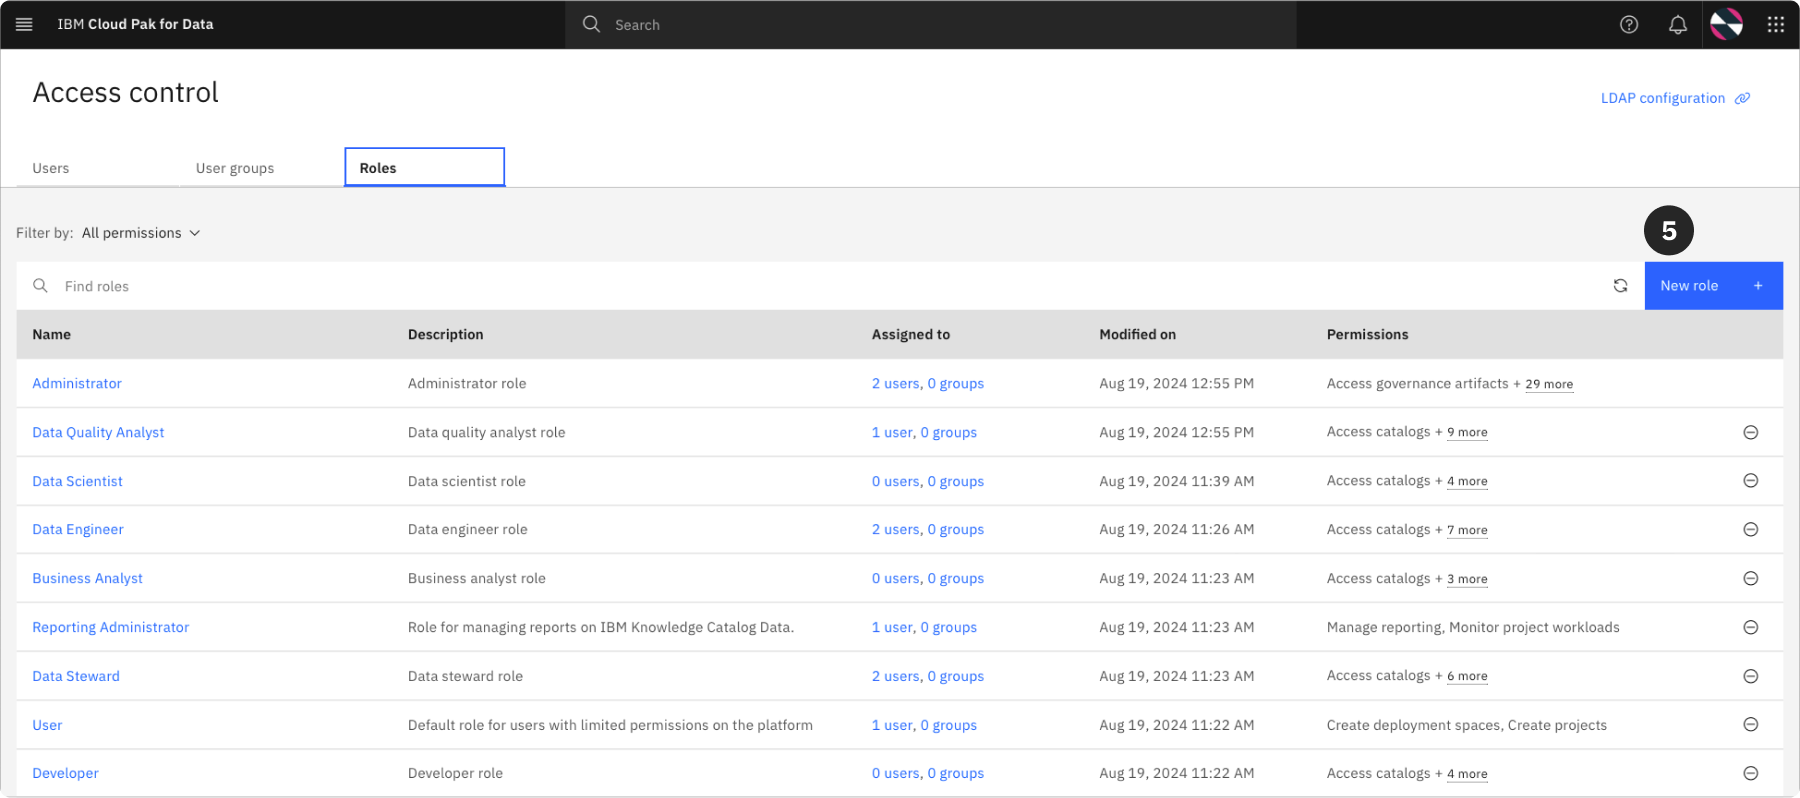 IBM Cloud Pak for Data
Search
Access control
LDAP configuration
Users User groups Roles
Filter by: All permissions
5
Find roles
New role +
Name Description Assigned to Modified on Permissions
Administrator Administrator role 2 users, 0 groups Aug 19, 2024 12:55 PM Access governance artifacts + 29 more
Data Quality Analyst Data quality analyst role 1 user, 0 groups Aug 19, 2024 12:55 PM Access catalogs + 9 more
Data Scientist Data scientist role 0 users, 0 groups Aug 19, 2024 11:39 AM Access catalogs + 4 more
Data Engineer Data engineer role 2 users, 0 groups Aug 19, 2024 11:26 AM Access catalogs + 7 more
Business Analyst Business analyst role 0 users, 0 groups Aug 19, 2024 11:23 AM Access catalogs + 3 more
Reporting Administrator Role for managing reports on IBM Knowledge Catalog Data. 1 user, 0 groups Aug 19, 2024 11:23 AM Manage reporting, Monitor project workloads
Data Steward Data steward role 2 users, 0 groups Aug 19, 2024 11:23 AM Access catalogs + 6 more
User Default role for users with limited permissions on the platform 1 user, 0 groups Aug 19, 2024 11:22 AM Create deployment spaces, Create projects
Developer Developer role 0 users, 0 groups Aug 19, 2024 11:22 AM Access catalogs + 4 more